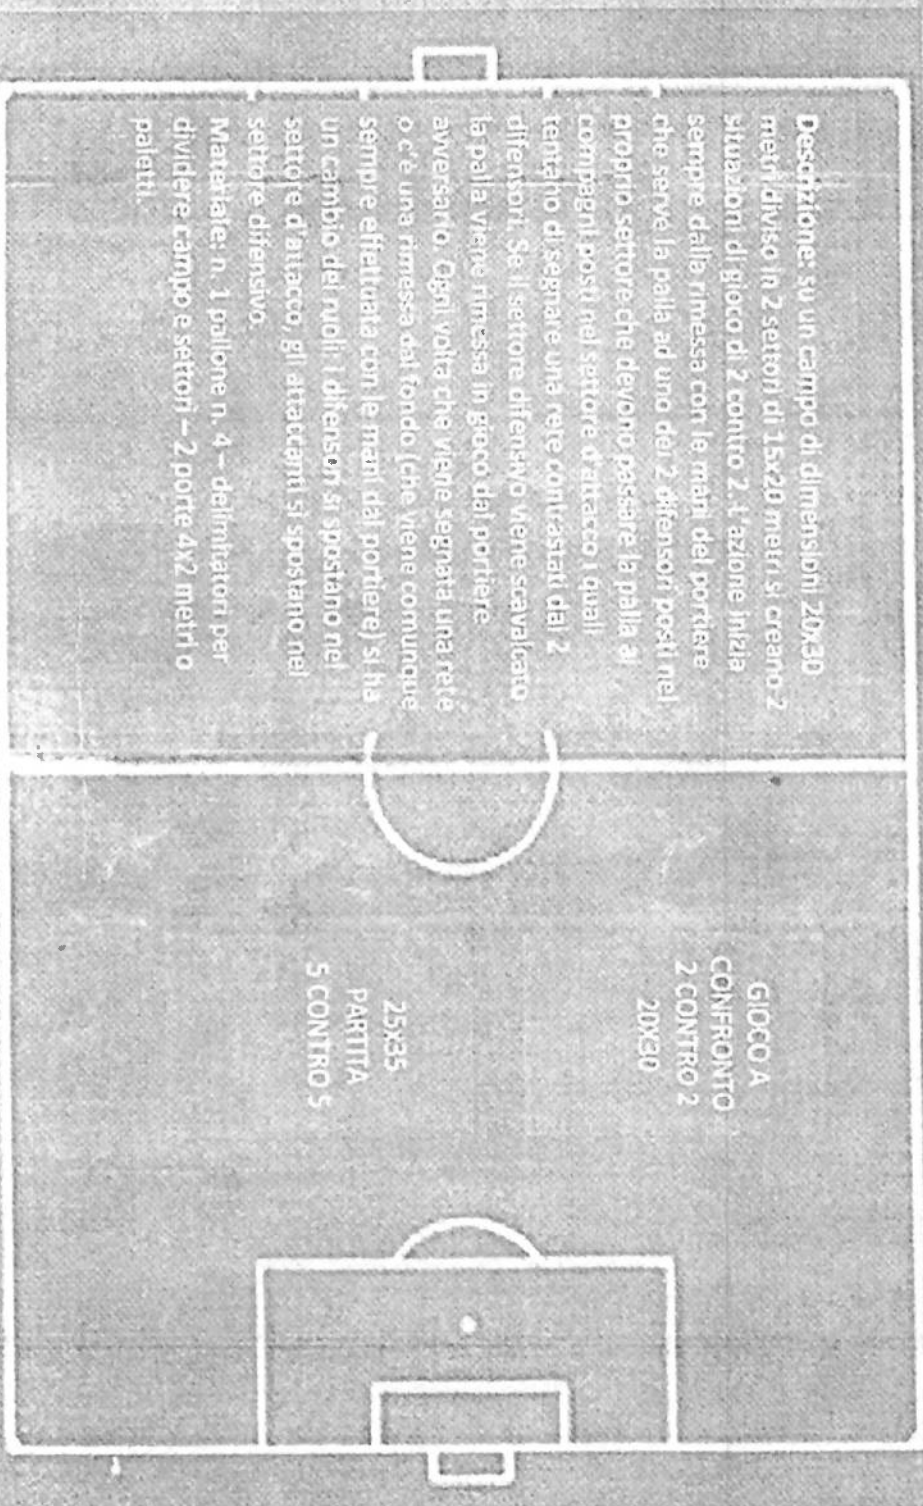 Descrizione: su un campo di dimensioni 20x30
metri diviso in 2 settori di 15x20 metri si creano 2
situazioni di gioco di 2 contro 2. L'azione inizia
sempre dalla rimessa con le mani del portiere
che serve la palla ad uno dei 2 difensori posti nel
proprio settore che devono passare la palla ai
compagni posti nel settore d'attacco i quali
tentano di segnare una rete contrastati dai 2
difensori. Se il settore difensivo viene scavalcato
la palla viene rimessa in gioco dal portiere
avversario. Ogni volta che viene segnata una rete
o c'è una rimessa dal fondo (che viene comunque
sempre effettuata con le mani dal portiere) si ha
un cambio dei ruoli: i difensori si spostano nel
settore d'attacco, gli attaccanti si spostano nel
settore difensivo.
Materiale: n. 1 pallone n. 4 – delimitatori per
dividere campo e settori – 2 porte 4x2 metri o
paletti.
GIOCO A
CONFRONTO
2 CONTRO 2
20X30
25x35
PARTITA
5 CONTRO 5